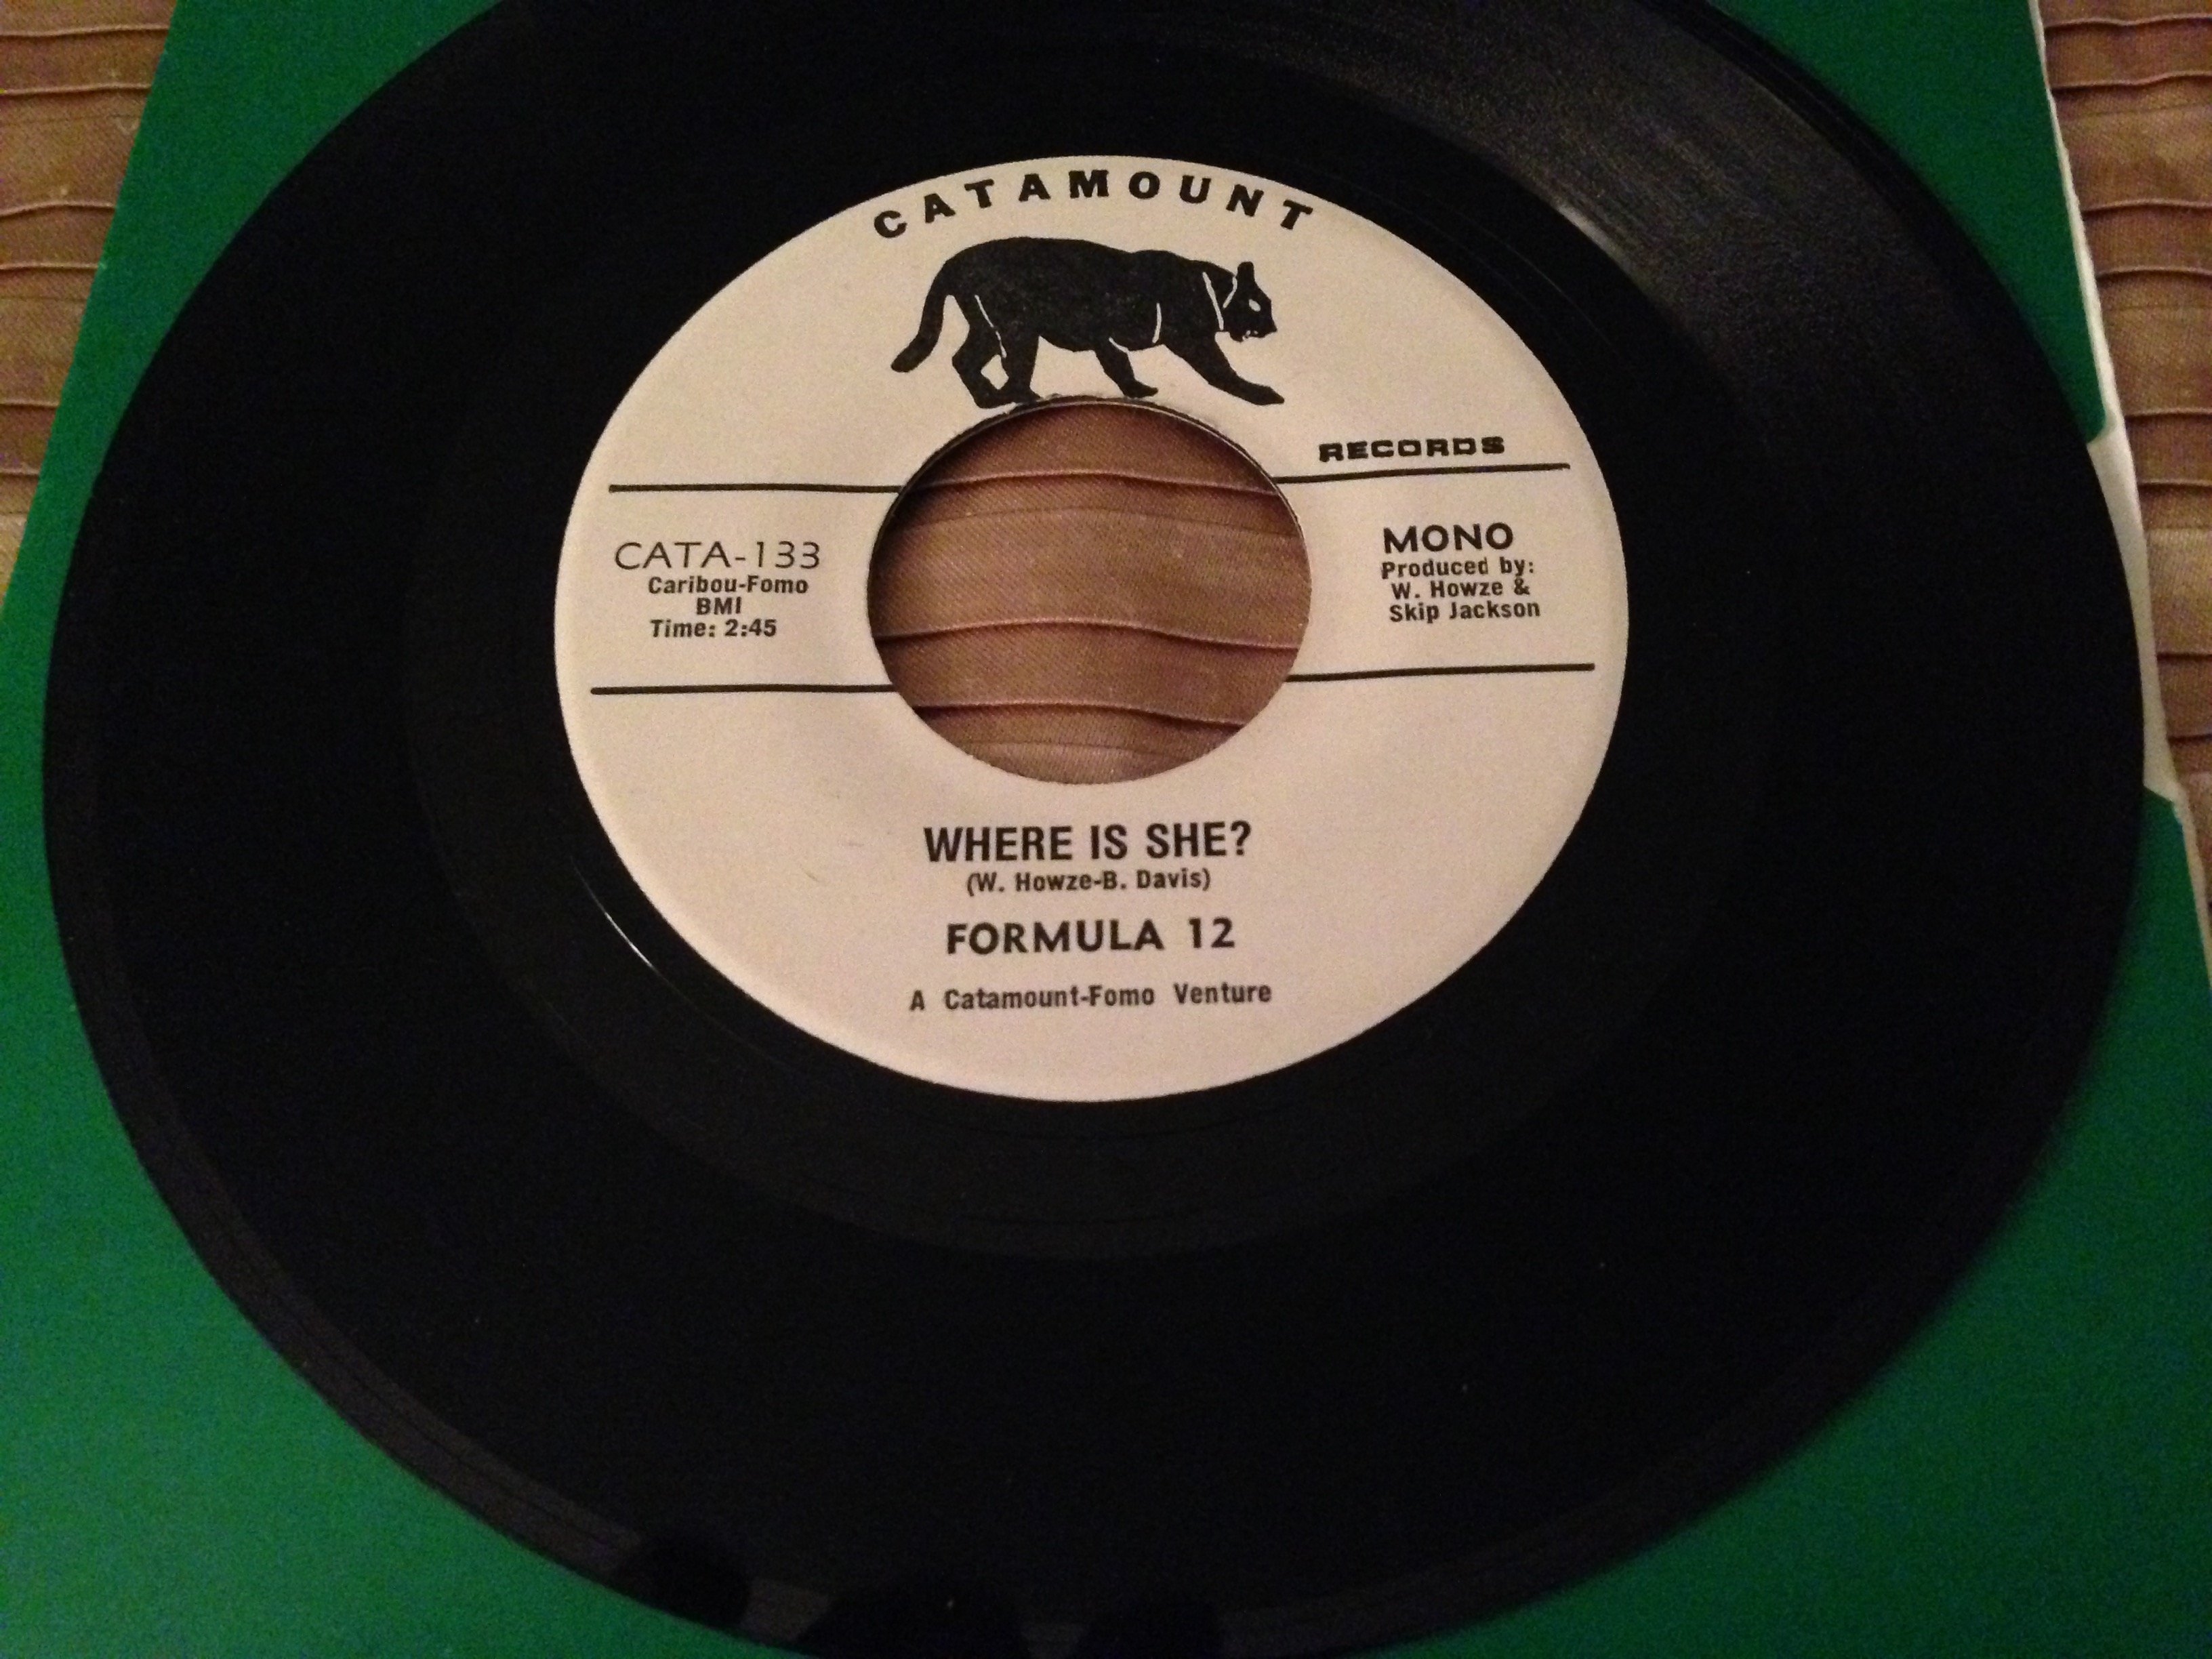 CATAMOUNT
RECORDS
CATA-133
Caribou-Fomo
BMI
Time: 2:45
MONO
Produced by:
W. Howze &
Skip Jackson
WHERE IS SHE?
(W. Howze-B. Davis)
FORMULA 12
A Catamount-Fomo Venture